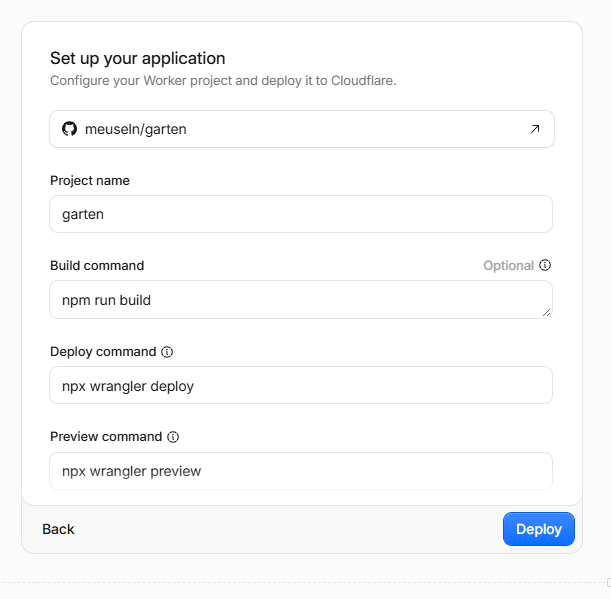 Set up your application
Configure your Worker project and deploy it to Cloudflare.
meuseln/garten
Project name
garten
Build command Optional
npm run build
Deploy command
npx wrangler deploy
Preview command
npx wrangler preview
Back Deploy